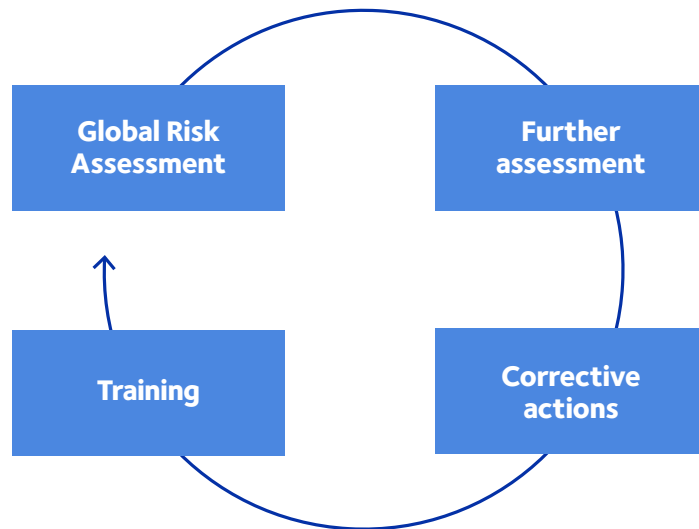 Global Risk
Assessment
Further
assessment
Corrective
actions
Training